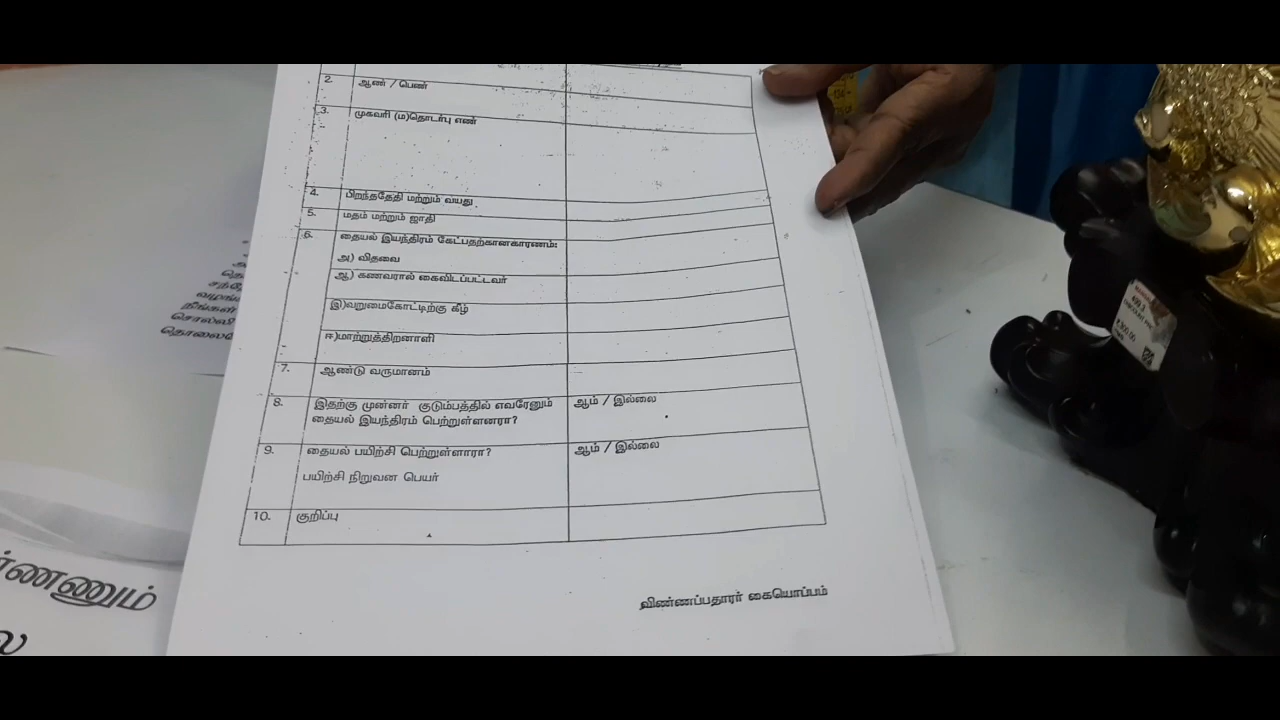 2. ஆண் / பெண்
3. முகவரி (ம)தொடர்பு எண்
4. பிறந்ததேதி மற்றும் வயது
5. மதம் மற்றும் ஜாதி
6. தையல் இயந்திரம் கேட்பதற்கானகாரணம்:
அ) விதவை
ஆ) கணவரால் கைவிடப்பட்டவர்
இ)வறுமைகோட்டிற்கு கீழ்
ஈ)மாற்றுத்திறனாளி
7. ஆண்டு வருமானம்
8. இதற்கு முன்னர் குடும்பத்தில் எவரேனும் ஆம் / இல்லை
தையல் இயந்திரம் பெற்றுள்ளனரா?
9. தையல் பயிற்சி பெற்றுள்ளாரா? ஆம் / இல்லை
பயிற்சி நிறுவன பெயர்
10. குறிப்பு
விண்ணப்பதாரர் கையொப்பம்
நீங்கள்
சொல்லி